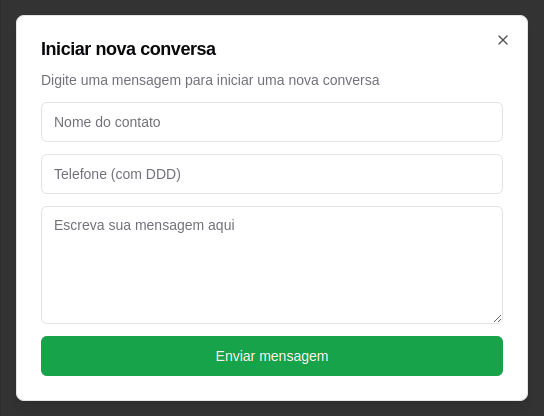 Iniciar nova conversa
Digite uma mensagem para iniciar uma nova conversa
Nome do contato
Telefone (com DDD)
Escreva sua mensagem aqui
Enviar mensagem